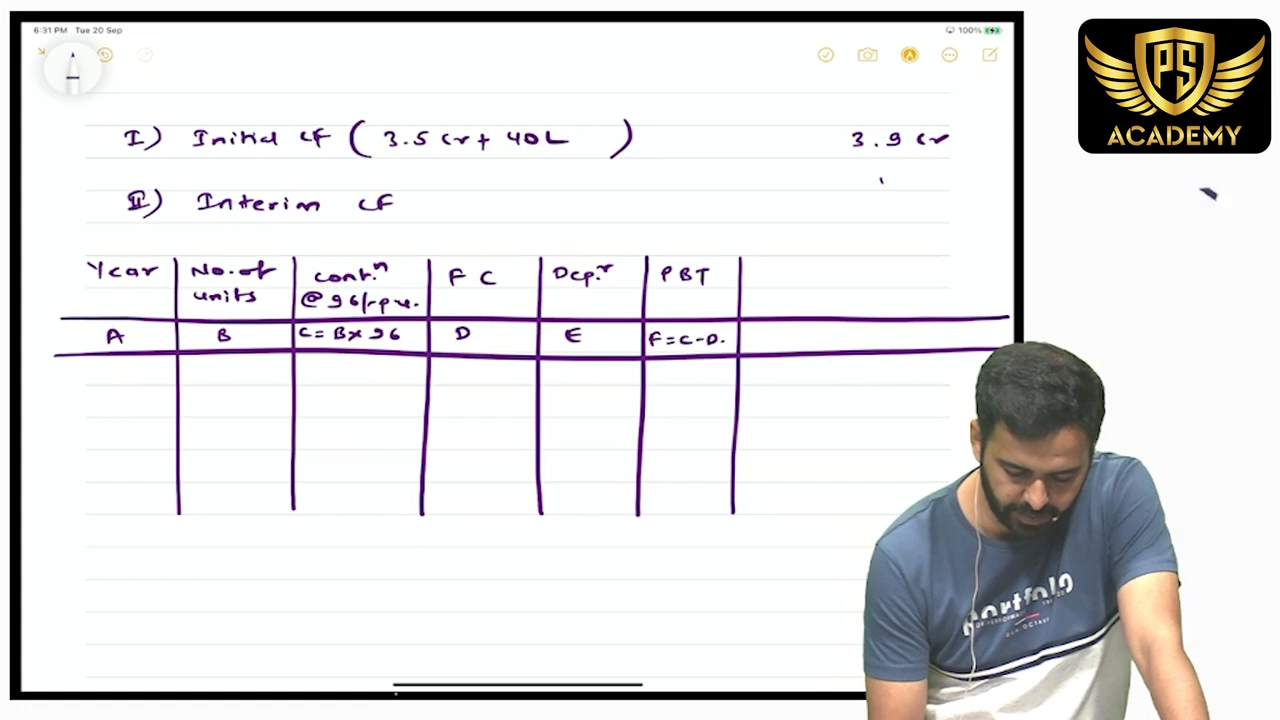 6:31 PM Tue 20 Sep
100%
I) Initial CF ( 3.5 Cr + 40L ) 3.9 Cr
II) Interim CF
Year | No. of units | Cont.ⁿ @ 96/- p.u. | F C | Dep.ⁿ | PBT
A | B | C = B x 96 | D | E | F = C - D.
PS
ACADEMY
portfolio